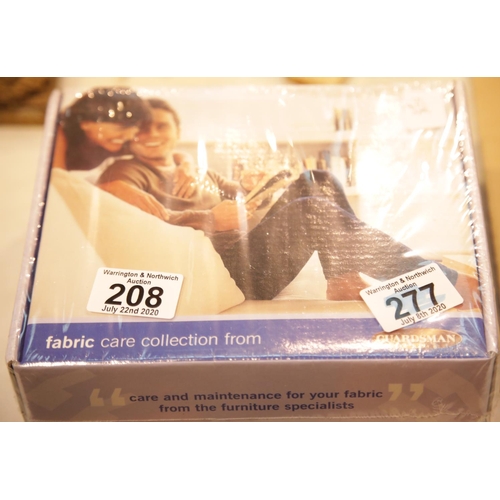 Warrington & Northwich
Auction
208
July 22nd 2020
Warrington & Northwich
Auction
277
July 8th 2020
fabric care collection from
GUARDSMAN
“care and maintenance for your fabric
from the furniture specialists”